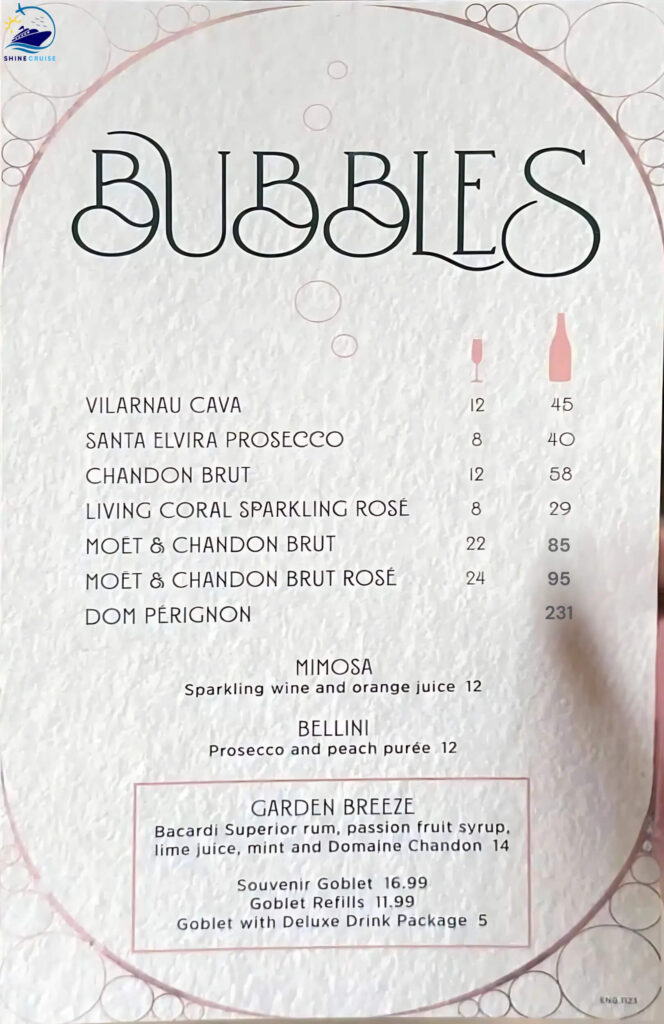 SHINECRUISE
BUBBLES
VILARNAU CAVA 12 45
SANTA ELVIRA PROSECCO 8 40
CHANDON BRUT 12 58
LIVING CORAL SPARKLING ROSÉ 8 29
MOËT & CHANDON BRUT 22 85
MOËT & CHANDON BRUT ROSÉ 24 95
DOM PÉRIGNON 231
MIMOSA
Sparkling wine and orange juice 12
BELLINI
Prosecco and peach purée 12
GARDEN BREEZE
Bacardi Superior rum, passion fruit syrup,
lime juice, mint and Domaine Chandon 14
Souvenir Goblet 16.99
Goblet Refills 11.99
Goblet with Deluxe Drink Package 5
ENG.1123